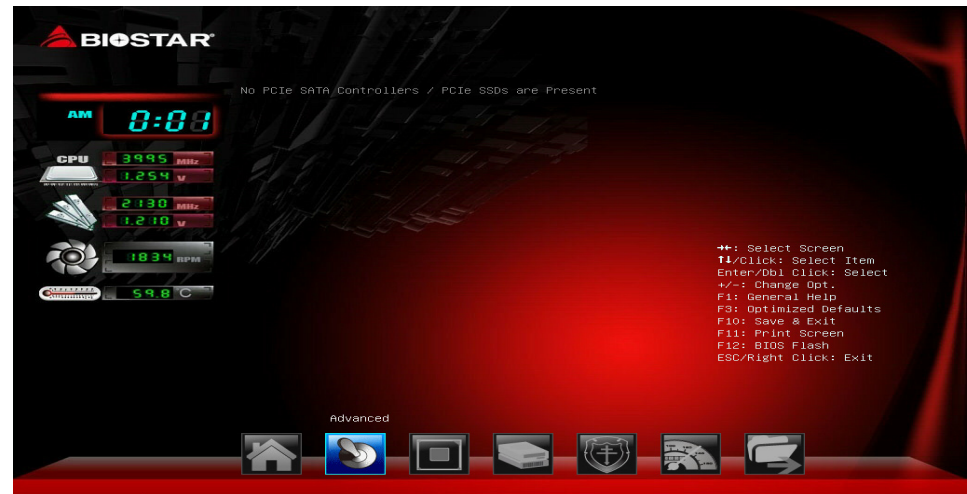 BIOSTAR
No PCIe SATA Controllers / PCIe SSDs are Present
AM 0:01
CPU 3995 MHz
1.254 V
2130 MHz
1.210 V
1834 RPM
59.8 C
→←: Select Screen
↑↓/Click: Select Item
Enter/Dbl Click: Select
+/-: Change Opt.
F1: General Help
F3: Optimized Defaults
F10: Save & Exit
F11: Print Screen
F12: BIOS Flash
ESC/Right Click: Exit
Advanced